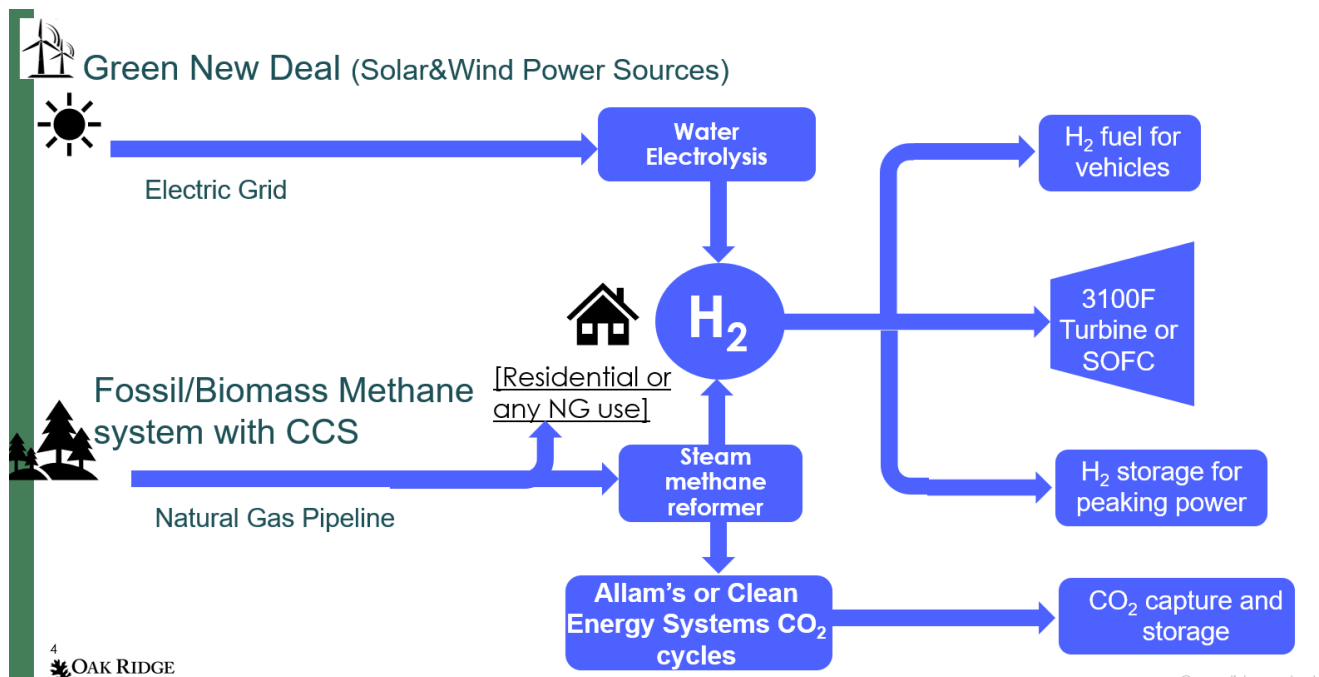 Green New Deal (Solar&Wind Power Sources)
Water
Electrolysis
H₂ fuel for
vehicles
Electric Grid
H₂
3100F
Turbine or
SOFC
[Residential or
any NG use]
Fossil/Biomass Methane
system with CCS
Steam
methane
reformer
H₂ storage for
peaking power
Natural Gas Pipeline
Allam's or Clean
Energy Systems CO₂
cycles
CO₂ capture and
storage
4
OAK RIDGE